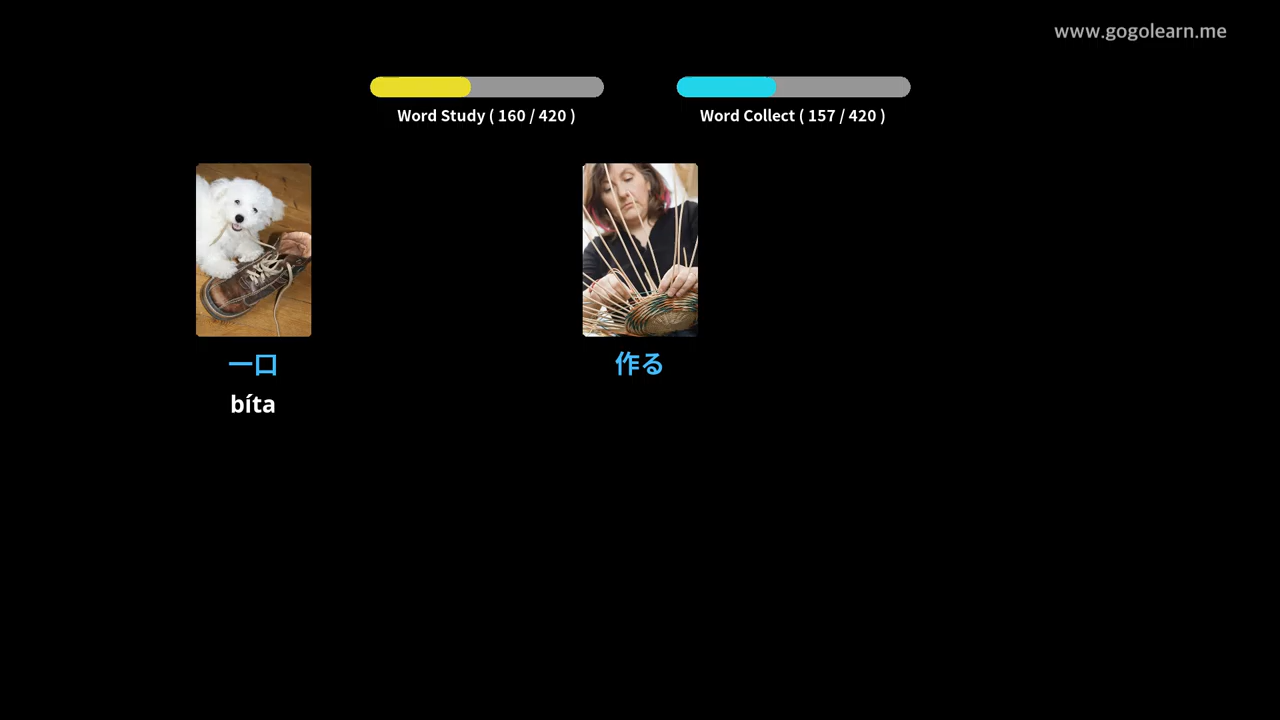 www.gogolearn.me
Word Study ( 160 / 420 )
Word Collect ( 157 / 420 )
一口
作る
bíta